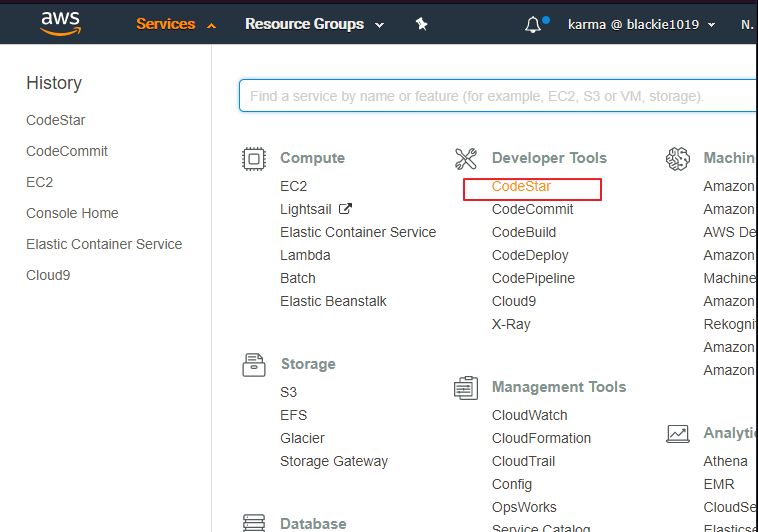 aws
Services
Resource Groups
karma @ blackie1019
N.
History
CodeStar
CodeCommit
EC2
Console Home
Elastic Container Service
Cloud9
Find a service by name or feature (for example, EC2, S3 or VM, storage).
Compute
EC2
Lightsail
Elastic Container Service
Lambda
Batch
Elastic Beanstalk
Storage
S3
EFS
Glacier
Storage Gateway
Database
Developer Tools
CodeStar
CodeCommit
CodeBuild
CodeDeploy
CodePipeline
Cloud9
X-Ray
Management Tools
CloudWatch
CloudFormation
CloudTrail
Config
OpsWorks
Service Catalog
Machin
Amazon
Amazon
AWS De
Amazon
Machine
Amazon
Rekogni
Amazon
Amazon
Analyti
Athena
EMR
CloudSe
Elasticse